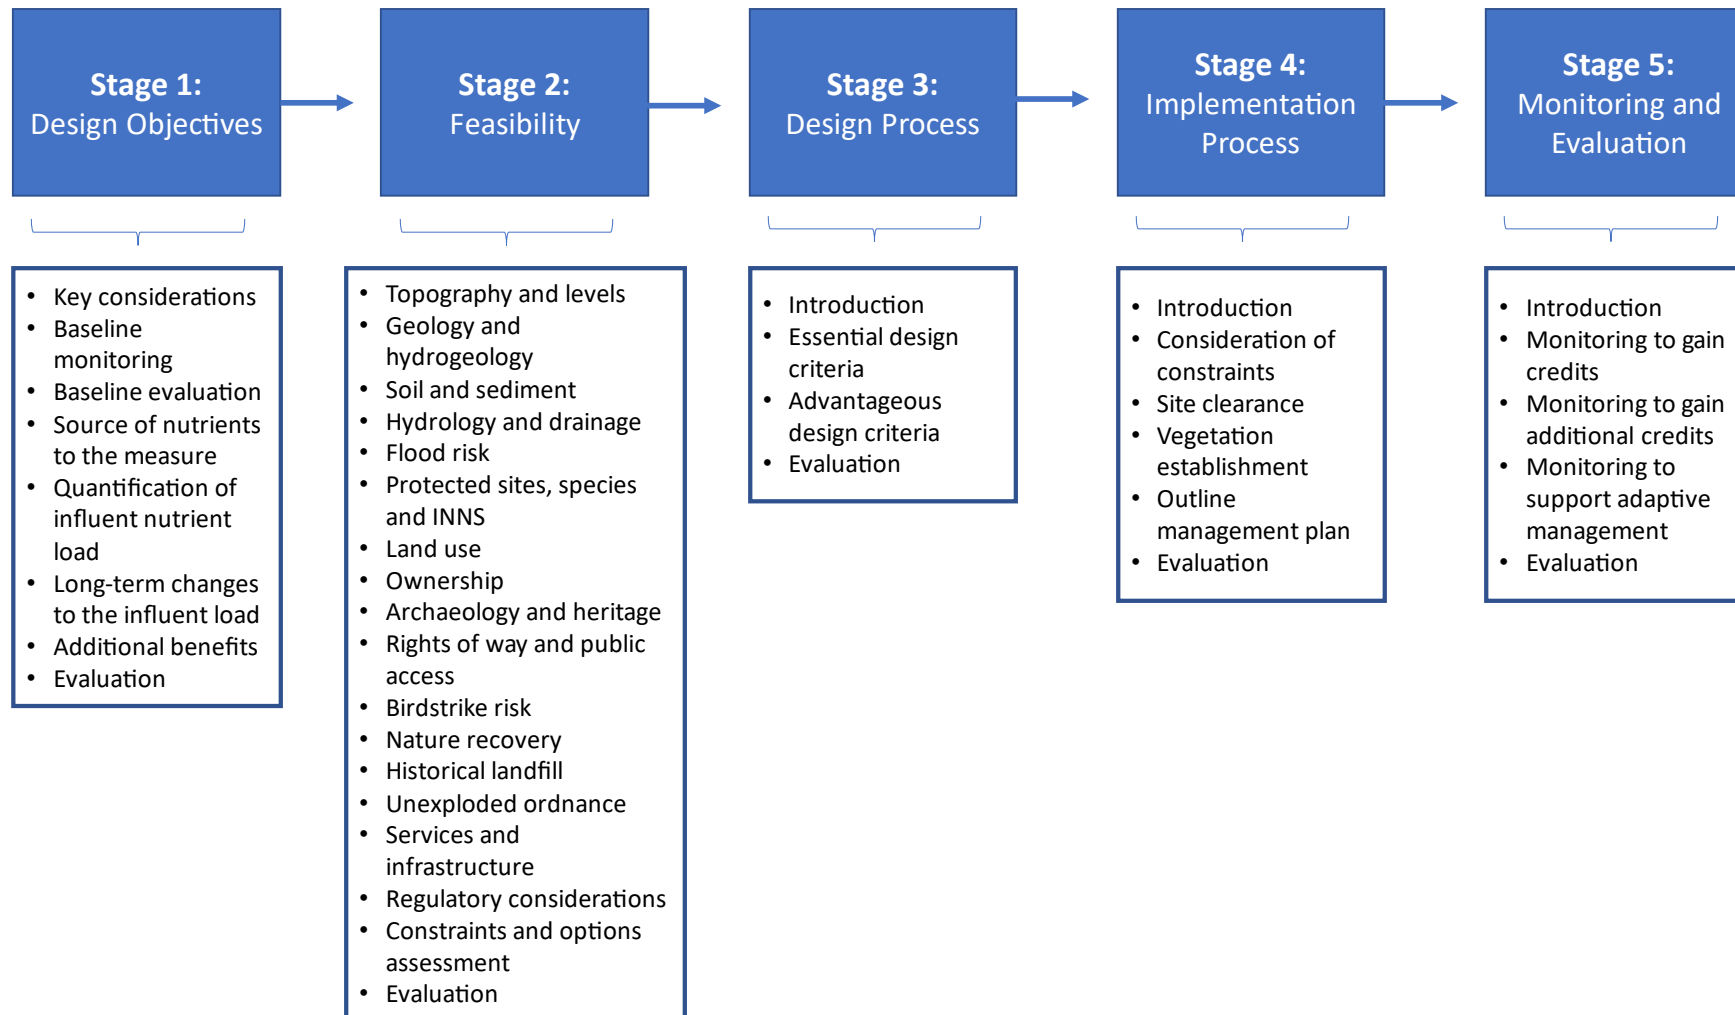 Stage 1:
Design Objectives
Stage 2:
Feasibility
Stage 3:
Design Process
Stage 4:
Implementation
Process
Stage 5:
Monitoring and
Evaluation
• Key considerations
• Baseline
monitoring
• Baseline evaluation
• Source of nutrients
to the measure
• Quantification of
influent nutrient
load
• Long-term changes
to the influent load
• Additional benefits
• Evaluation
• Topography and levels
• Geology and
hydrogeology
• Soil and sediment
• Hydrology and drainage
• Flood risk
• Protected sites, species
and INNS
• Land use
• Ownership
• Archaeology and heritage
• Rights of way and public
access
• Birdstrike risk
• Nature recovery
• Historical landfill
• Unexploded ordnance
• Services and
infrastructure
• Regulatory considerations
• Constraints and options
assessment
• Evaluation
• Introduction
• Essential design
criteria
• Advantageous
design criteria
• Evaluation
• Introduction
• Consideration of
constraints
• Site clearance
• Vegetation
establishment
• Outline
management plan
• Evaluation
• Introduction
• Monitoring to gain
credits
• Monitoring to gain
additional credits
• Monitoring to
support adaptive
management
• Evaluation